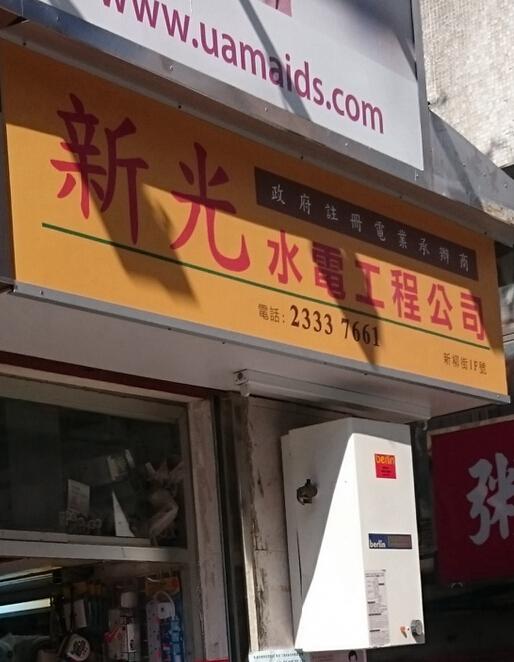 www.uamaids.com
新光
政府註冊電業承辦商
水電工程公司
電話: 2333 7661
新柳街1F號
berlin
berlin
粥